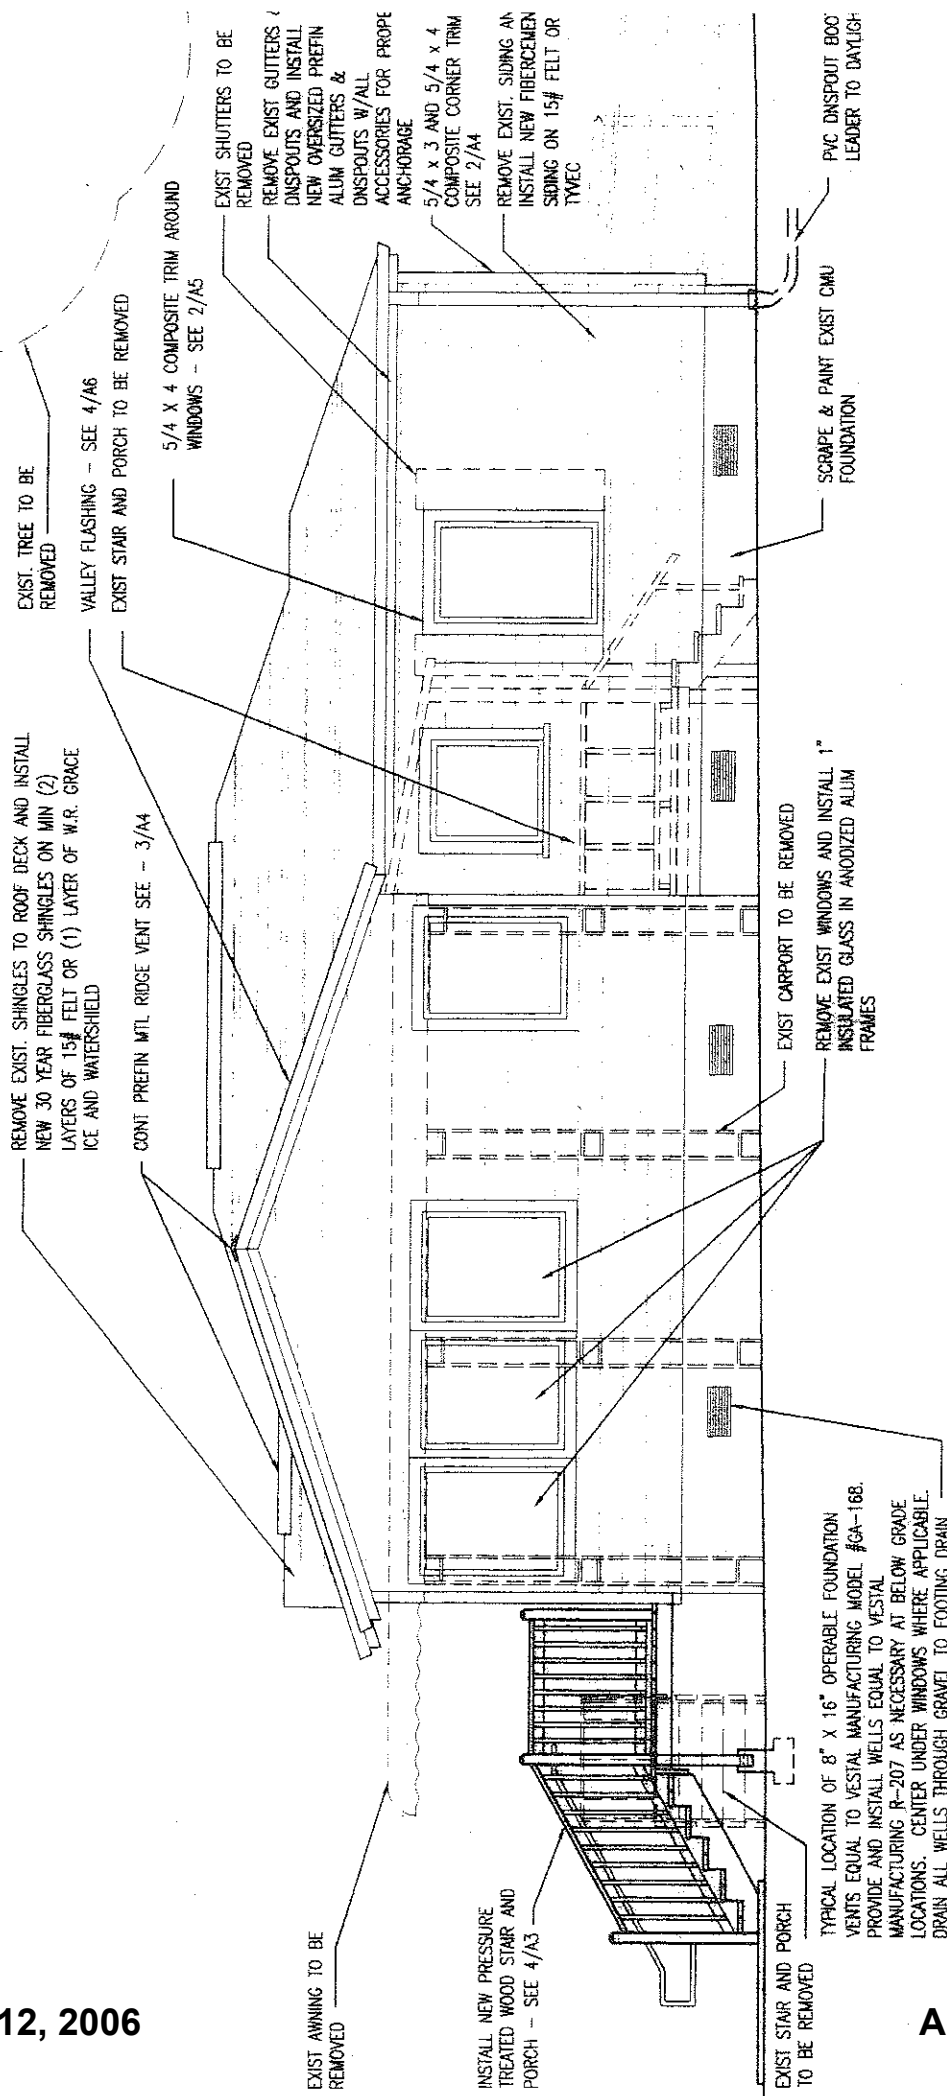 EXIST. TREE TO BE
REMOVED
VALLEY FLASHING - SEE 4/A6
EXIST STAIR AND PORCH TO BE REMOVED
5/4 X 4 COMPOSITE TRIM AROUND
WINDOWS - SEE 2/A5
EXIST SHUTTERS TO BE
REMOVED
REMOVE EXIST GUTTERS
DNSPOUTS AND INSTALL
NEW OVERSIZED PREFIN
ALUM GUTTERS &
DNSPOUTS W/ALL
ACCESSORIES FOR PROPE
ANCHORAGE
5/4 x 3 AND 5/4 x 4
COMPOSITE CORNER TRIM
SEE 2/A4
REMOVE EXIST. SIDING AN
INSTALL NEW FIBERCEMEN
SIDING ON 15# FELT OR
TYVEC
PVC DNSPOUT BOO
LEADER TO DAYLIGH
SCRAPE & PAINT EXIST CMU
FOUNDATION
REMOVE EXIST. SHINGLES TO ROOF DECK AND INSTALL
NEW 30 YEAR FIBERGLASS SHINGLES ON MIN (2)
LAYERS OF 15# FELT OR (1) LAYER OF W.R. GRACE
ICE AND WATERSHIELD
CONT PREFIN MTL RIDGE VENT SEE - 3/A4
EXIST CARPORT TO BE REMOVED
REMOVE EXIST WINDOWS AND INSTALL 1"
INSULATED GLASS IN ANODIZED ALUM
FRAMES
EXIST AWNING TO BE
REMOVED
INSTALL NEW PRESSURE
TREATED WOOD STAIR AND
PORCH - SEE 4/A3
EXIST STAIR AND PORCH
TO BE REMOVED
TYPICAL LOCATION OF 8" X 16" OPERABLE FOUNDATION
VENTS EQUAL TO VESTAL MANUFACTURING MODEL #GA-168.
PROVIDE AND INSTALL WELLS EQUAL TO VESTAL
MANUFACTURING R-207 AS NECESSARY AT BELOW GRADE
LOCATIONS. CENTER UNDER WINDOWS WHERE APPLICABLE.
DRAIN ALL WELLS THROUGH GRAVEL TO FOOTING DRAIN
12, 2006
A